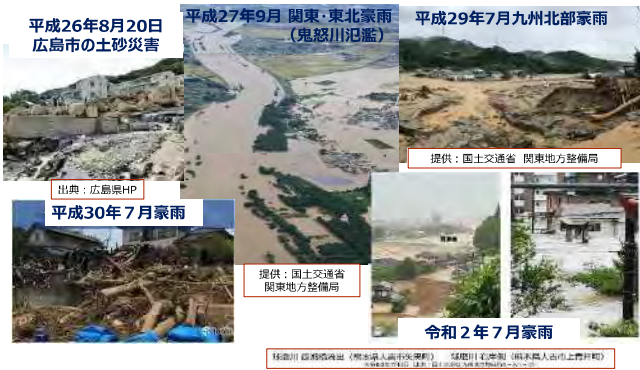 平成26年8月20日
広島市の土砂災害
平成27年9月 関東・東北豪雨
（鬼怒川氾濫）
平成29年7月九州北部豪雨
提供：国土交通省 関東地方整備局
出典：広島県HP
平成30年７月豪雨
提供：国土交通省
関東地方整備局
令和２年７月豪雨